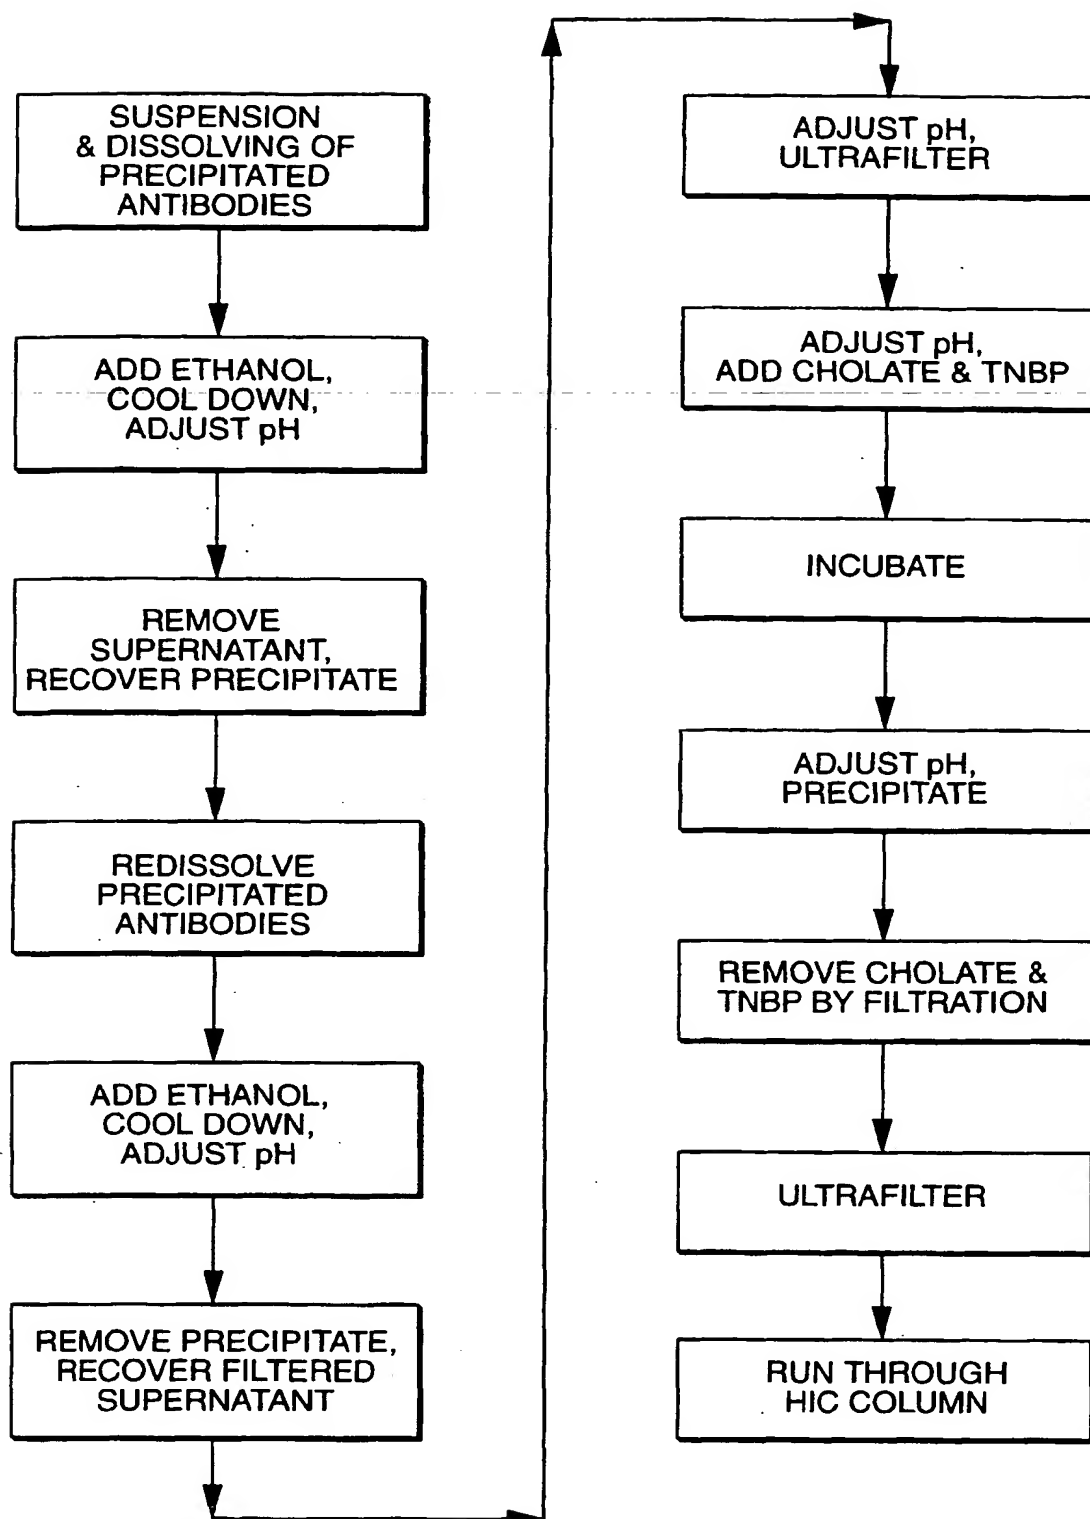 SUSPENSION
& DISSOLVING OF
PRECIPITATED
ANTIBODIES
ADD ETHANOL,
COOL DOWN,
ADJUST pH
REMOVE
SUPERNATANT,
RECOVER PRECIPITATE
REDISSOLVE
PRECIPITATED
ANTIBODIES
ADD ETHANOL,
COOL DOWN,
ADJUST pH
REMOVE PRECIPITATE,
RECOVER FILTERED
SUPERNATANT
ADJUST pH,
ULTRAFILTER
ADJUST pH,
ADD CHOLATE & TNBP
INCUBATE
ADJUST pH,
PRECIPITATE
REMOVE CHOLATE &
TNBP BY FILTRATION
ULTRAFILTER
RUN THROUGH
HIC COLUMN